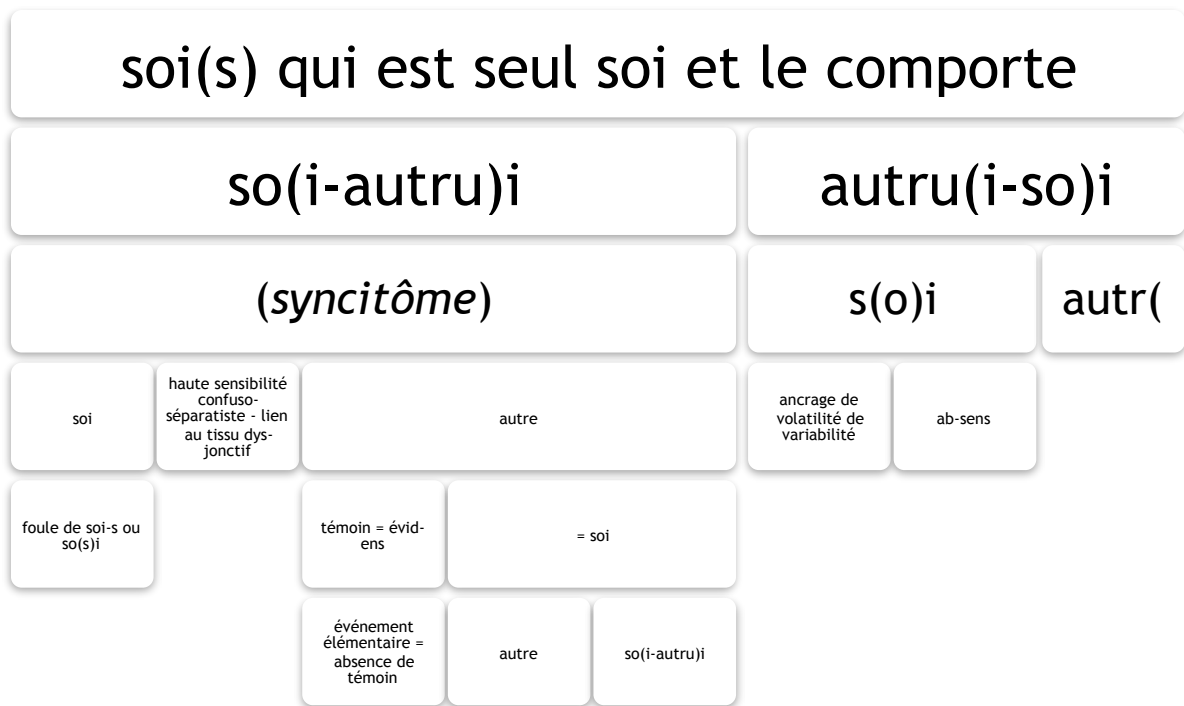 soi(s) qui est seul soi et le comporte
so(i-autru)i
autru(i-so)i
(syncitôme)
s(o)i
autr(
soi
haute sensibilité
confuso-
séparatiste - lien
au tissu dys-
jonctif
autre
ancrage de
volatilité de
variabilité
ab-sens
foule de soi-s ou
so(s)i
témoin = évid-
ens
= soi
événement
élémentaire =
absence de
témoin
autre
so(i-autru)i